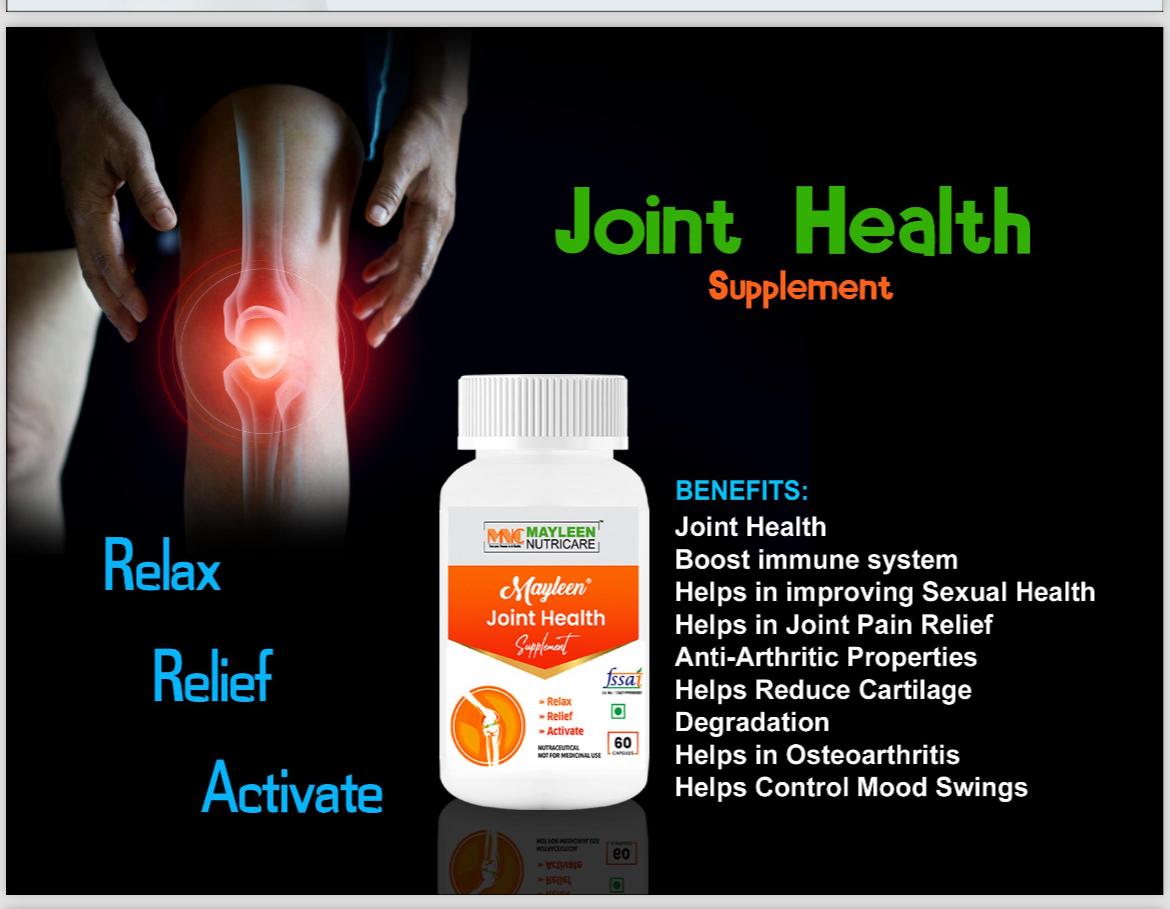 Joint Health
Supplement
Relax
Relief
Activate
MNC MAYLEEN
NUTRICARE
Mayleen®
Joint Health
Supplement
fssai
» Relax
» Relief
» Activate
NUTRACEUTICAL
NOT FOR MEDICINAL USE
60
CAPSULES
BENEFITS:
Joint Health
Boost immune system
Helps in improving Sexual Health
Helps in Joint Pain Relief
Anti-Arthritic Properties
Helps Reduce Cartilage
Degradation
Helps in Osteoarthritis
Helps Control Mood Swings